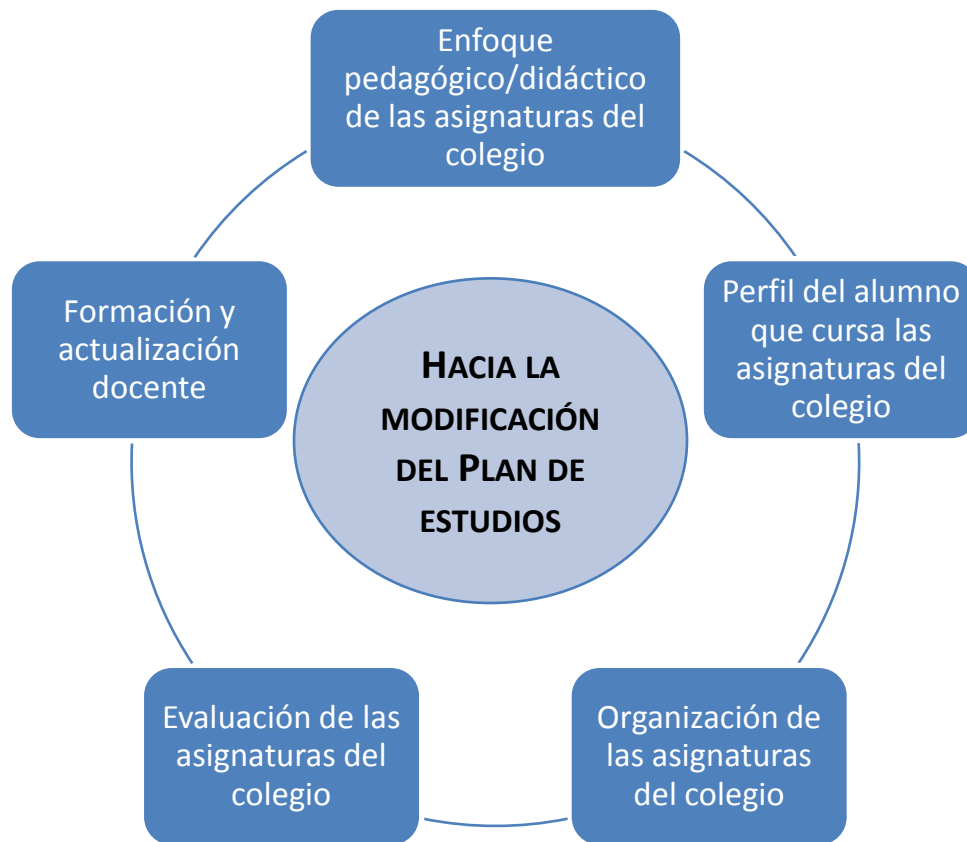 Enfoque
pedagógico/didáctico
de las asignaturas del
colegio
Formación y
actualización
docente
HACIA LA
MODIFICACIÓN
DEL PLAN DE
ESTUDIOS
Perfil del alumno
que cursa las
asignaturas del
colegio
Evaluación de las
asignaturas del
colegio
Organización de
las asignaturas
del colegio